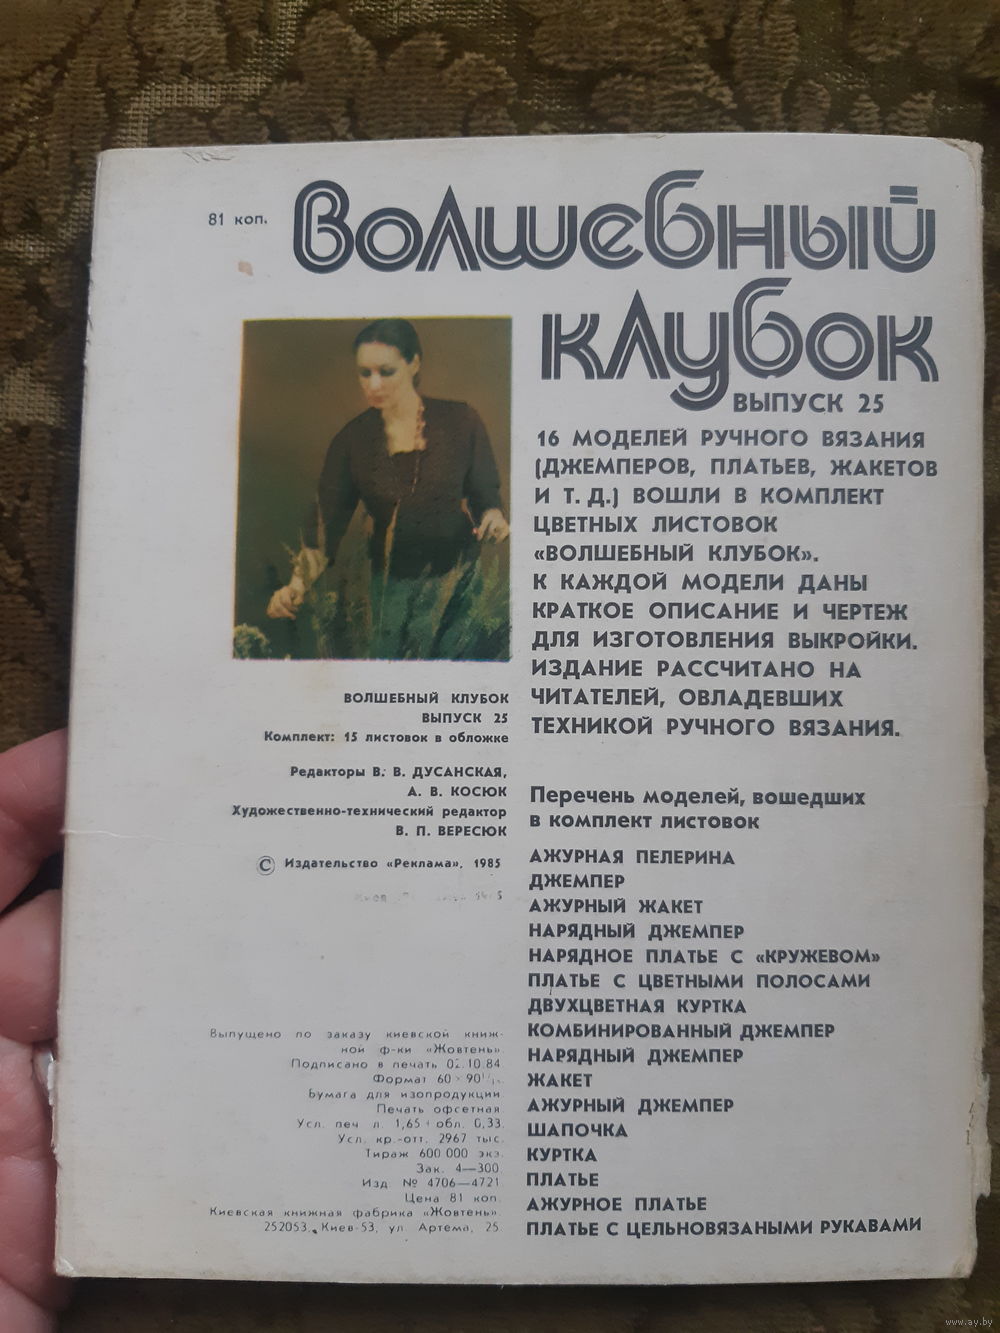 81 коп.
ВОЛШЕБНЫЙ
КЛУБОК
ВЫПУСК 25
16 МОДЕЛЕЙ РУЧНОГО ВЯЗАНИЯ
(ДЖЕМПЕРОВ, ПЛАТЬЕВ, ЖАКЕТОВ
И Т. Д.) ВОШЛИ В КОМПЛЕКТ
ЦВЕТНЫХ ЛИСТОВОК
«ВОЛШЕБНЫЙ КЛУБОК».
К КАЖДОЙ МОДЕЛИ ДАНЫ
КРАТКОЕ ОПИСАНИЕ И ЧЕРТЕЖ
ДЛЯ ИЗГОТОВЛЕНИЯ ВЫКРОЙКИ.
ИЗДАНИЕ РАССЧИТАНО НА
ЧИТАТЕЛЕЙ, ОВЛАДЕВШИХ
ТЕХНИКОЙ РУЧНОГО ВЯЗАНИЯ.
ВОЛШЕБНЫЙ КЛУБОК
ВЫПУСК 25
Комплект: 15 листовок в обложке
Редакторы В. В. ДУСАНСКАЯ,
А. В. КОСЮК
Художественно-технический редактор
В. П. ВЕРЕСЮК
© Издательство «Реклама», 1985
Выпущено по заказу киевской книж-
ной ф-ки «Жовтень».
Подписано в печать 02.10.84
Формат 60×90
Бумага для изопродукции
Печать офсетная.
Усл. печ л. 1,65+обл. 0,33.
Усл. кр.-отт. 2967 тыс.
Тираж 600 000 экз.
Зак. 4—300.
Изд № 4706—4721
Цена 81 коп.
Киевская книжная фабрика «Жовтень».
252053, Киев-53, ул. Артема, 25.
Перечень моделей, вошедших
в комплект листовок
АЖУРНАЯ ПЕЛЕРИНА
ДЖЕМПЕР
АЖУРНЫЙ ЖАКЕТ
НАРЯДНЫЙ ДЖЕМПЕР
НАРЯДНОЕ ПЛАТЬЕ С «КРУЖЕВОМ»
ПЛАТЬЕ С ЦВЕТНЫМИ ПОЛОСАМИ
ДВУХЦВЕТНАЯ КУРТКА
КОМБИНИРОВАННЫЙ ДЖЕМПЕР
НАРЯДНЫЙ ДЖЕМПЕР
ЖАКЕТ
АЖУРНЫЙ ДЖЕМПЕР
ШАПОЧКА
КУРТКА
ПЛАТЬЕ
АЖУРНОЕ ПЛАТЬЕ
ПЛАТЬЕ С ЦЕЛЬНОВЯЗАНЫМИ РУКАВАМИ
www.ay.by